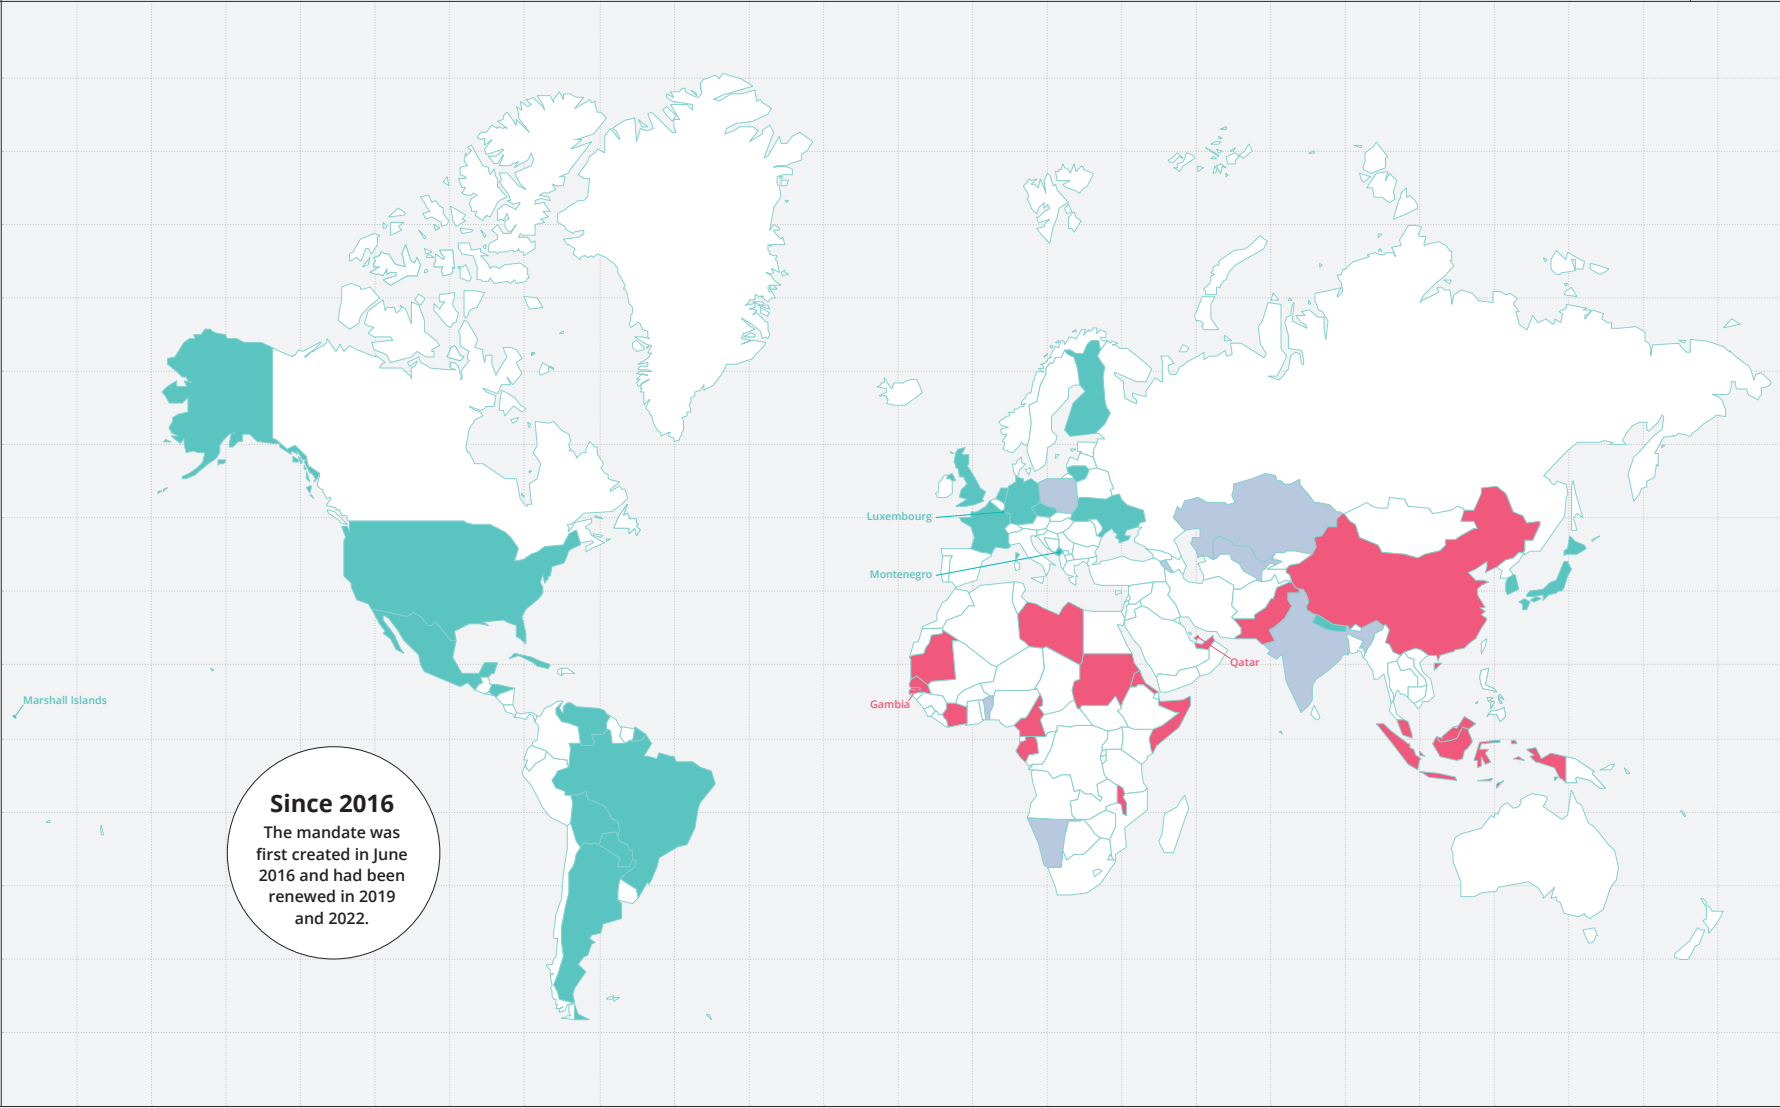 Luxembourg
Montenegro
Qatar
Gambia
Marshall Islands
Since 2016
The mandate was
first created in June
2016 and had been
renewed in 2019
and 2022.